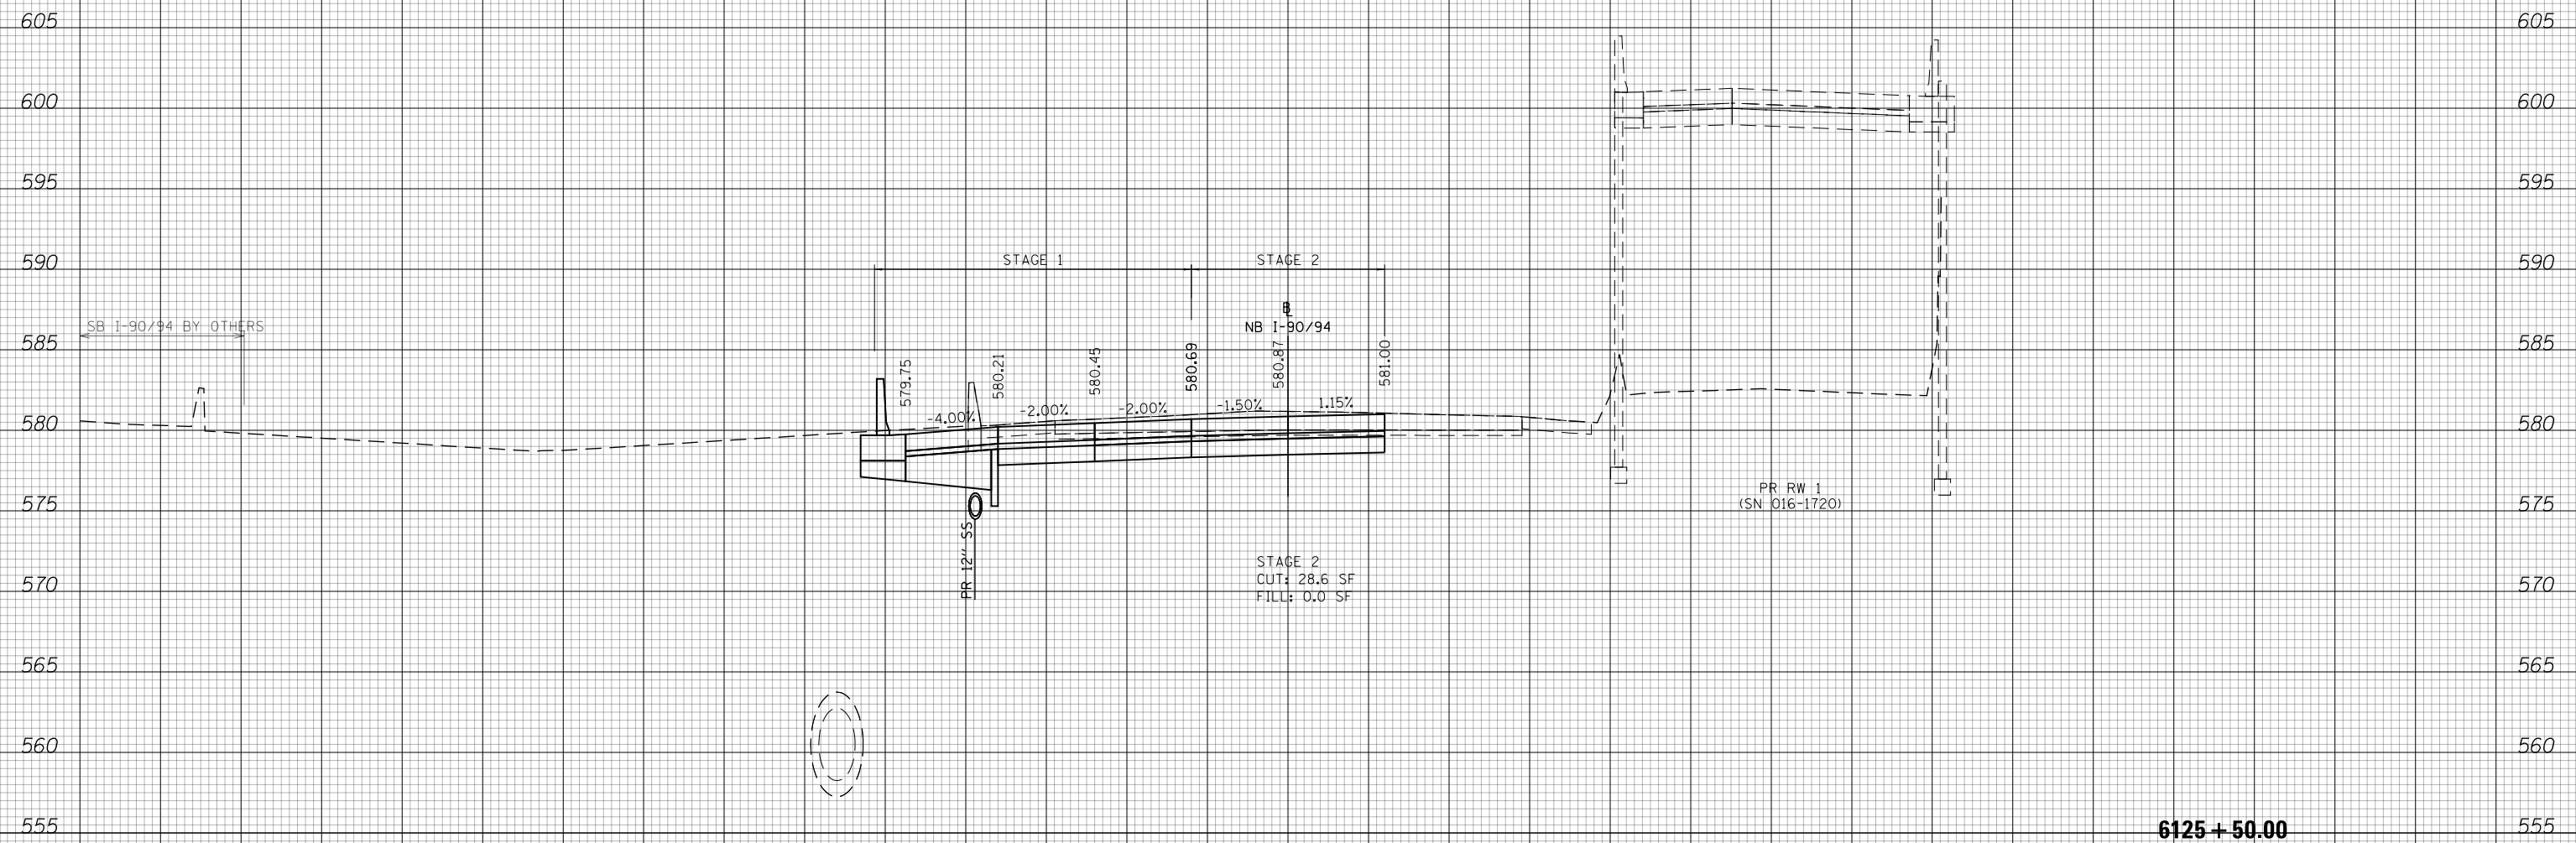 605 605
600 600
595 595
590 590
STAGE 1 STAGE 2
NB I-90/94
SB I-90/94 BY OTHERS
585 585
579.75 580.21 580.45 580.69 580.87 581.00
-4.00% -2.00% -2.00% -1.50% 1.15%
580 580
PR RW 1
(SN 016-1720)
575 575
PR 12" SS
STAGE 2
CUT: 28.6 SF
FILL: 0.0 SF
570 570
565 565
560 560
555 555
6125 + 50.00